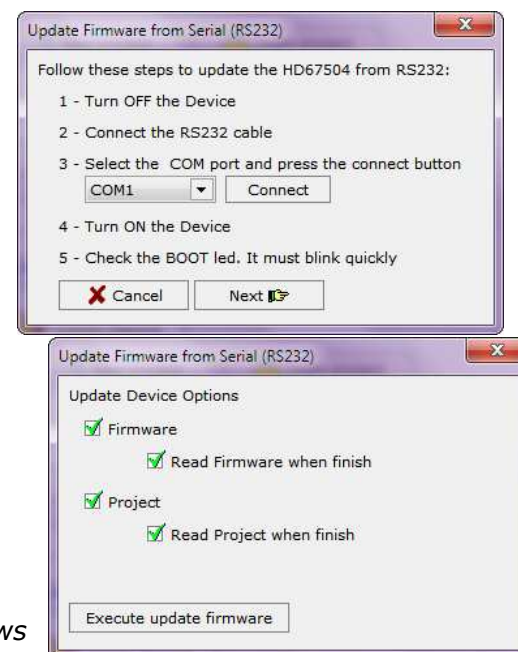 Update Firmware from Serial (RS232)
Follow these steps to update the HD67504 from RS232:
1 - Turn OFF the Device
2 - Connect the RS232 cable
3 - Select the COM port and press the connect button
COM1 Connect
4 - Turn ON the Device
5 - Check the BOOT led. It must blink quickly
Cancel Next
Update Firmware from Serial (RS232)
Update Device Options
Firmware
Read Firmware when finish
Project
Read Project when finish
Execute update firmware